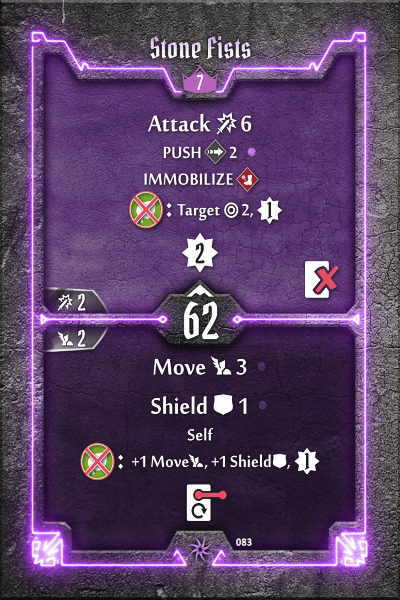 Stone Fists
7
Attack 6
PUSH 2
IMMOBILIZE
: Target 2, 1
2
2
62
2
Move 3
Shield 1
Self
: +1 Move, +1 Shield, 1
083